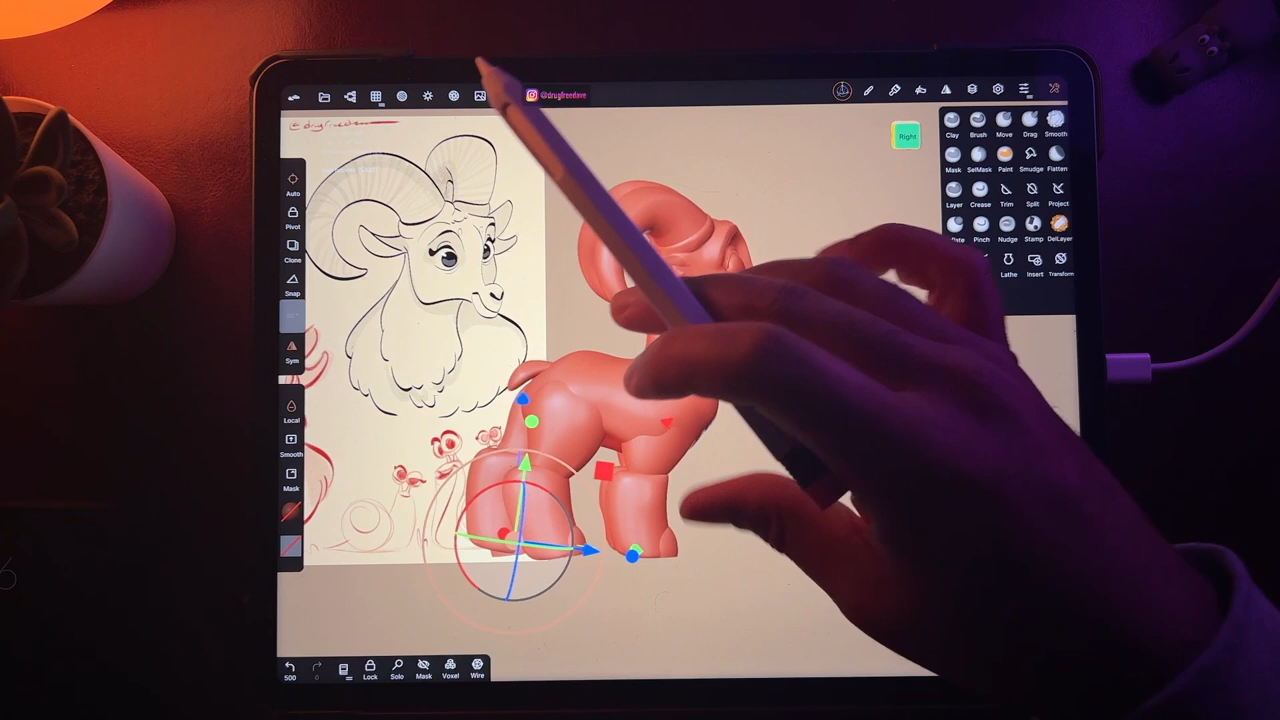 @drugfreedave
Right
Clay Brush Move Drag Smooth
Mask SelMask Paint Smudge Flatten
Layer Crease Trim Split Project
Pinch Nudge Stamp DelLayer
Lathe Insert Transform
Auto
Pivot
Clone
Snap
Sym
Local
Smooth
Mask
500 0 Lock Solo Mask Voxel Wire